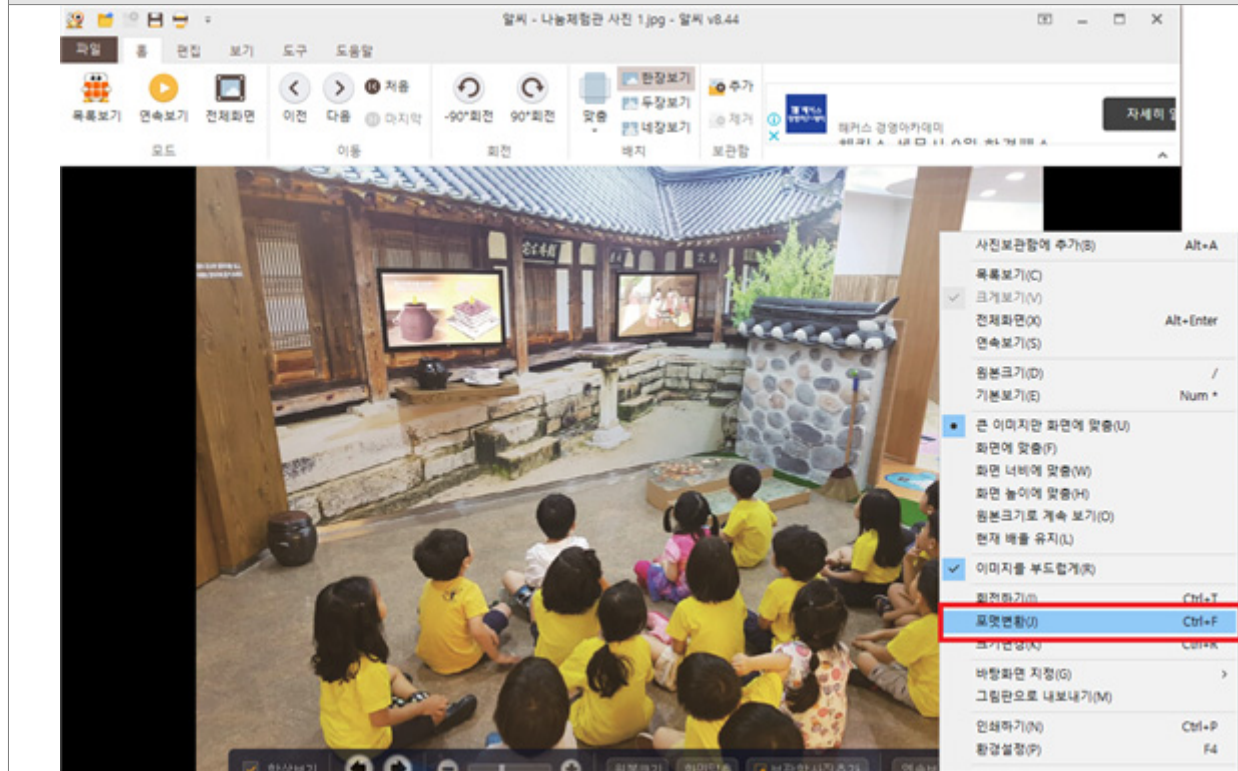 알씨 - 나눔체험관 사진 1.jpg - 알씨 v8.44
파일 홈 편집 보기 도구 도움말
목록보기 연속보기 전체화면 이전 다음 처음 마지막 -90°회전 90°회전 맞춤 한장보기 두장보기 네장보기 추가 제거
모드 이동 회전 배치 보관함
해커스 경영아카데미
자세히
사진보관함에 추가(B) Alt+A
목록보기(C)
크게보기(V)
전체화면(X) Alt+Enter
연속보기(S)
원본크기(D) /
기본보기(E) Num *
큰 이미지만 화면에 맞춤(U)
화면에 맞춤(F)
화면 너비에 맞춤(W)
화면 높이에 맞춤(H)
원본크기로 계속 보기(O)
현재 배율 유지(L)
이미지를 부드럽게(R)
회전하기(I) Ctrl+T
포맷변환(J) Ctrl+F
크기변경(K) Ctrl+R
바탕화면 지정(G)
그림판으로 내보내기(M)
인쇄하기(N) Ctrl+P
환경설정(P) F4